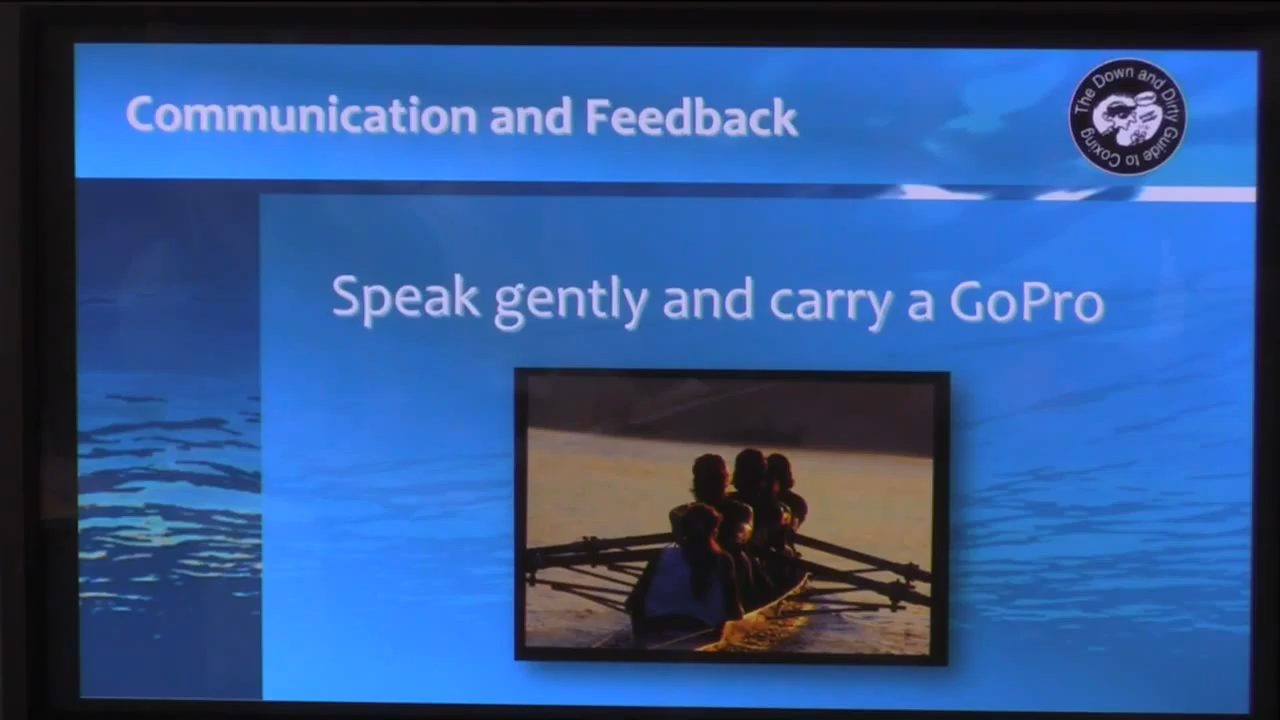 Communication and Feedback
The Down and Dirty Guide to Coxing
Speak gently and carry a GoPro